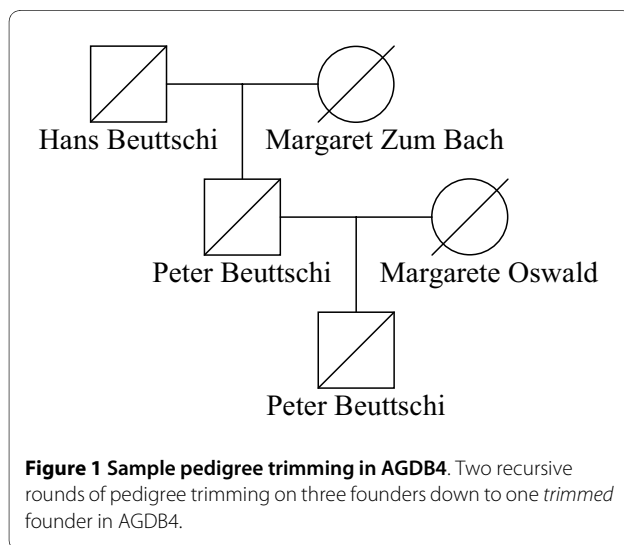 Hans Beuttschi Margaret Zum Bach
Peter Beuttschi Margarete Oswald
Peter Beuttschi
Figure 1 Sample pedigree trimming in AGDB4. Two recursive
rounds of pedigree trimming on three founders down to one trimmed
founder in AGDB4.